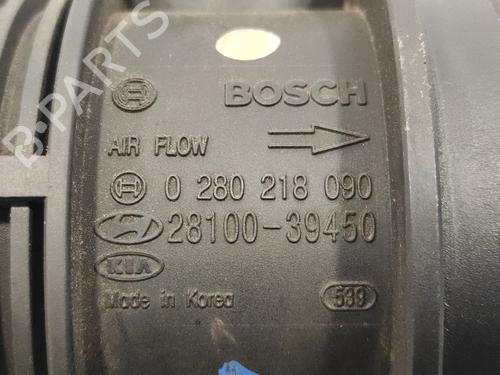 BOSCH
AIR FLOW
0 280 218 090
28100-39450
KIA
Made in Korea
539
B-PARTS